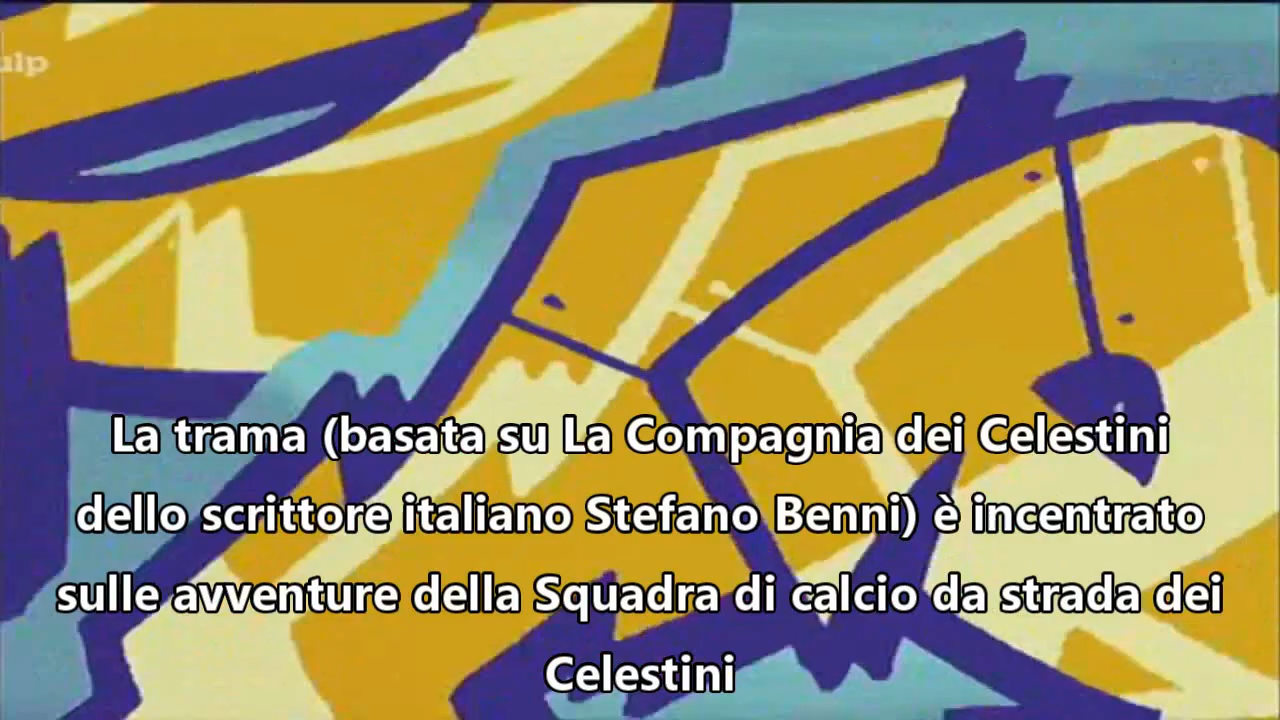 ulp
La trama (basata su La Compagnia dei Celestini
dello scrittore italiano Stefano Benni) è incentrato
sulle avventure della Squadra di calcio da strada dei
Celestini